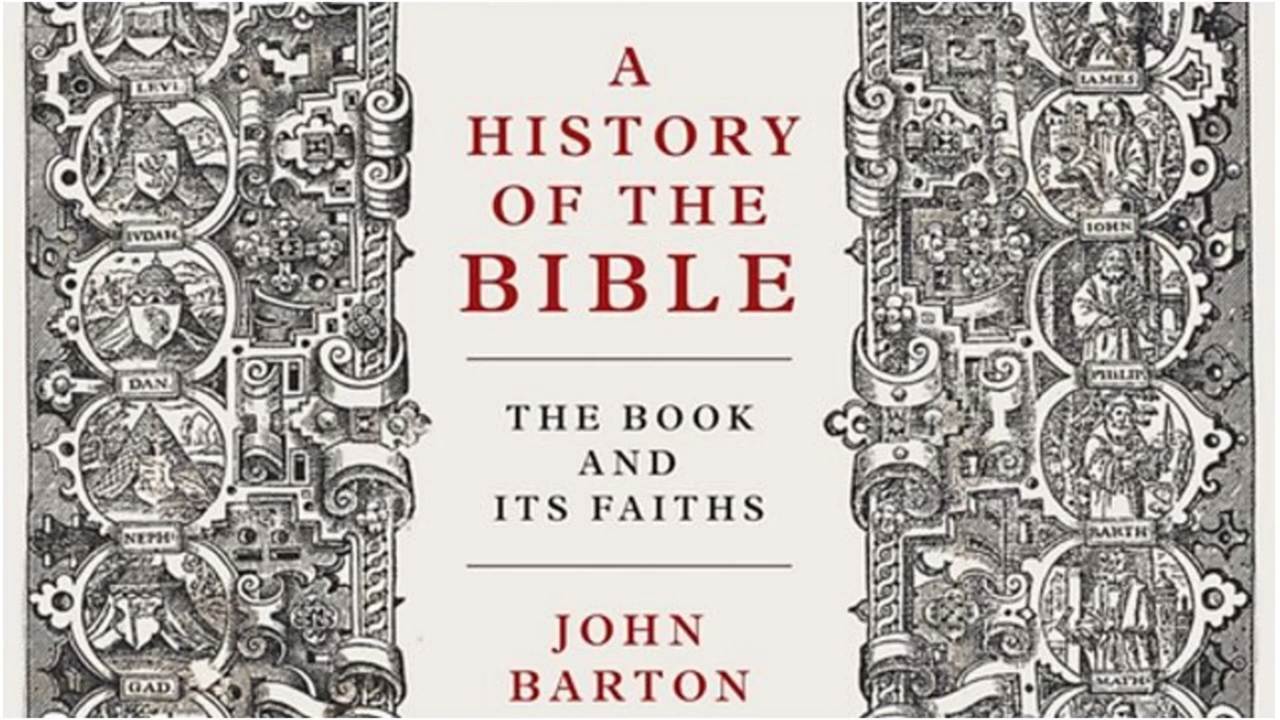 A
HISTORY
OF THE
BIBLE
THE BOOK
AND
ITS FAITHS
JOHN
BARTON
LEVI
IVDAH
DAN
NEPH
GAD
IAMES
IOHN
PHILIP
BARTH
MATH